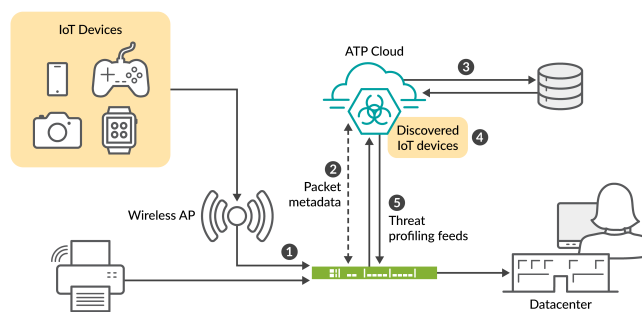 IoT Devices
ATP Cloud
3
Discovered
IoT devices
4
2
Packet
metadata
5
Threat
profiling feeds
Wireless AP
1
Datacenter